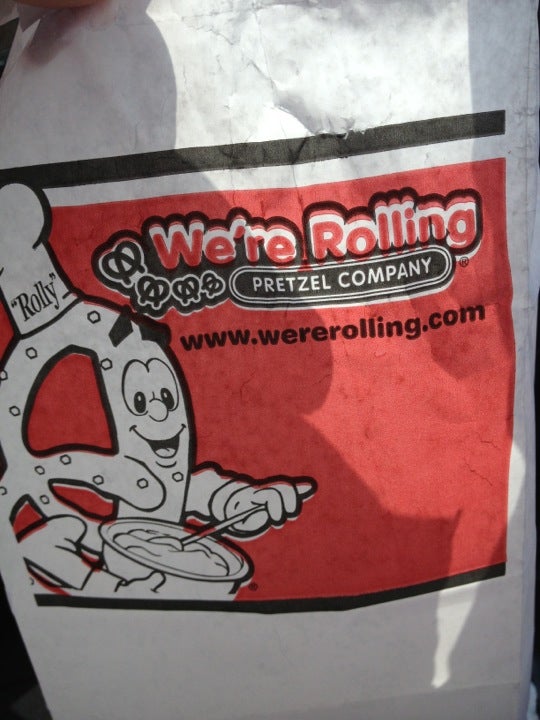 We're Rolling
PRETZEL COMPANY ®
www.wererolling.com
"Rolly"
®